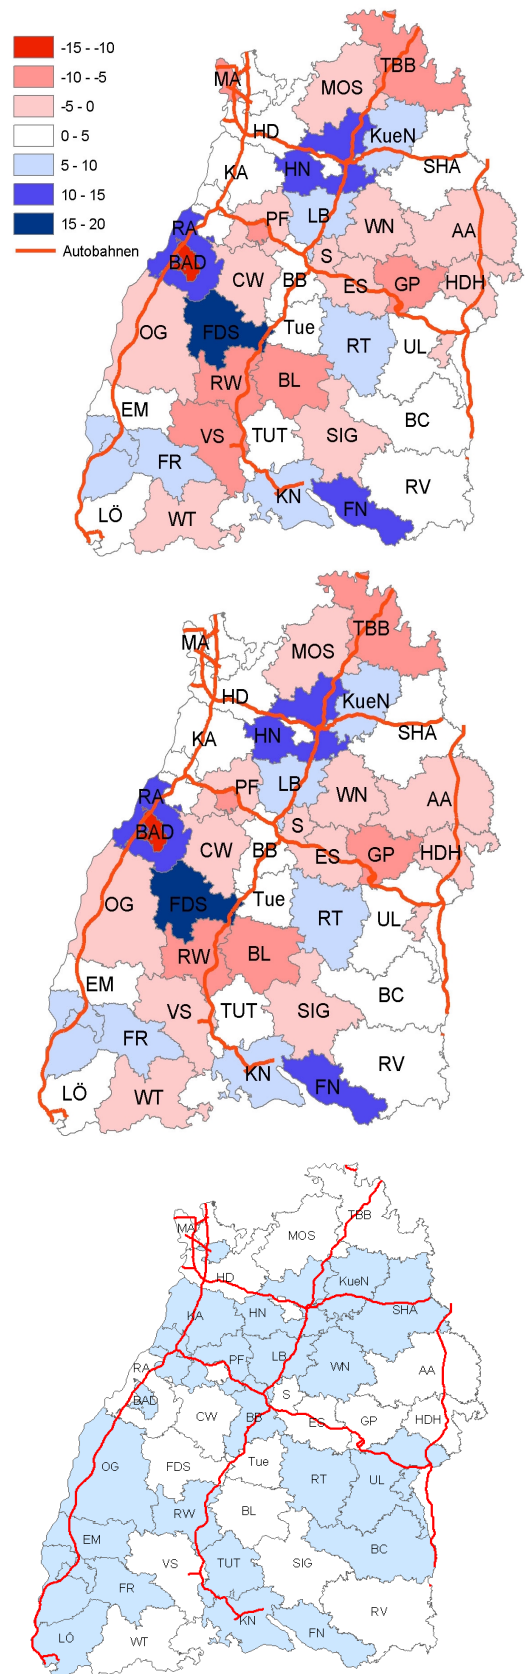 -15 - -10
-10 - -5
-5 - 0
0 - 5
5 - 10
10 - 15
15 - 20
Autobahnen
TBB
MA
MOS
HD
KueN
KA
HN
SHA
RA
PF
LB
WN
AA
BAD
CW
BB
S
ES
GP
HDH
OG
FDS
Tue
RT
UL
RW
BL
EM
VS
TUT
SIG
BC
FR
LÖ
WT
KN
FN
RV
TBB
MA
MOS
HD
KueN
KA
HN
SHA
RA
PF
LB
WN
AA
BAD
CW
BB
S
ES
GP
HDH
OG
FDS
Tue
RT
UL
RW
BL
EM
VS
TUT
SIG
BC
FR
LÖ
WT
KN
FN
RV
TBB
MA
MOS
HD
KueN
KA
HN
SHA
RA
PF
LB
WN
AA
BAD
CW
BB
S
ES
GP
HDH
OG
FDS
Tue
RT
UL
RW
BL
EM
VS
TUT
SIG
BC
FR
LÖ
WT
KN
FN
RV